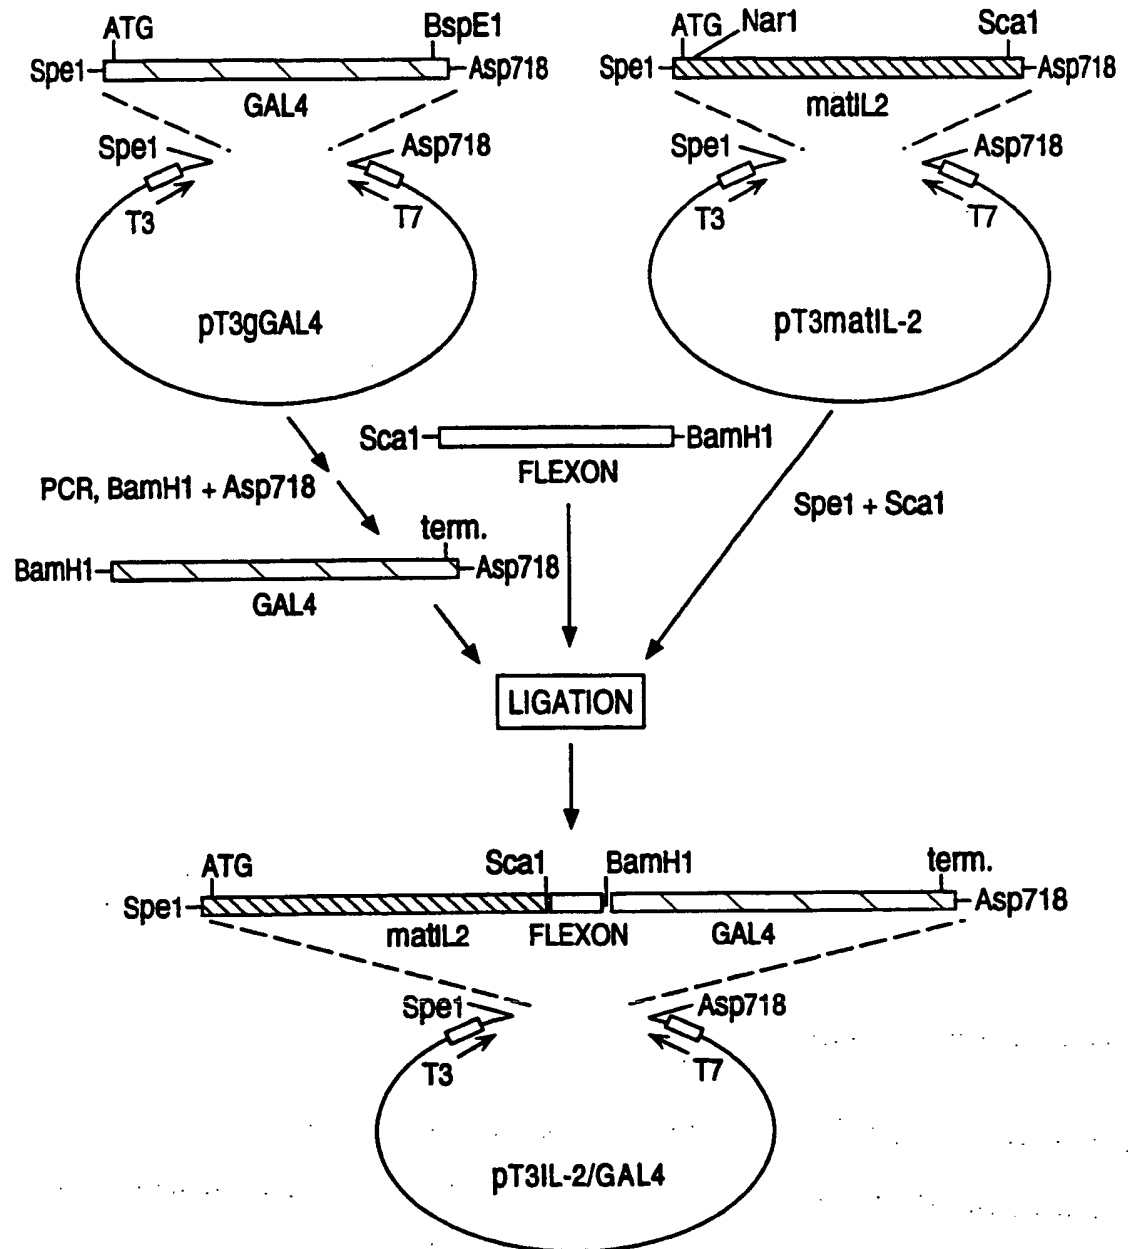 ATG BspE1
Spe1 Asp718
GAL4
Spe1 Asp718
T3 T7
pT3gGAL4
ATG Nar1 Sca1
Spe1 Asp718
matIL2
Spe1 Asp718
T3 T7
pT3matIL-2
Sca1 BamH1
FLEXON
PCR, BamH1 + Asp718
Spe1 + Sca1
term.
BamH1 Asp718
GAL4
LIGATION
ATG Sca1 BamH1 term.
Spe1 Asp718
matIL2 FLEXON GAL4
Spe1 Asp718
T3 T7
pT3IL-2/GAL4